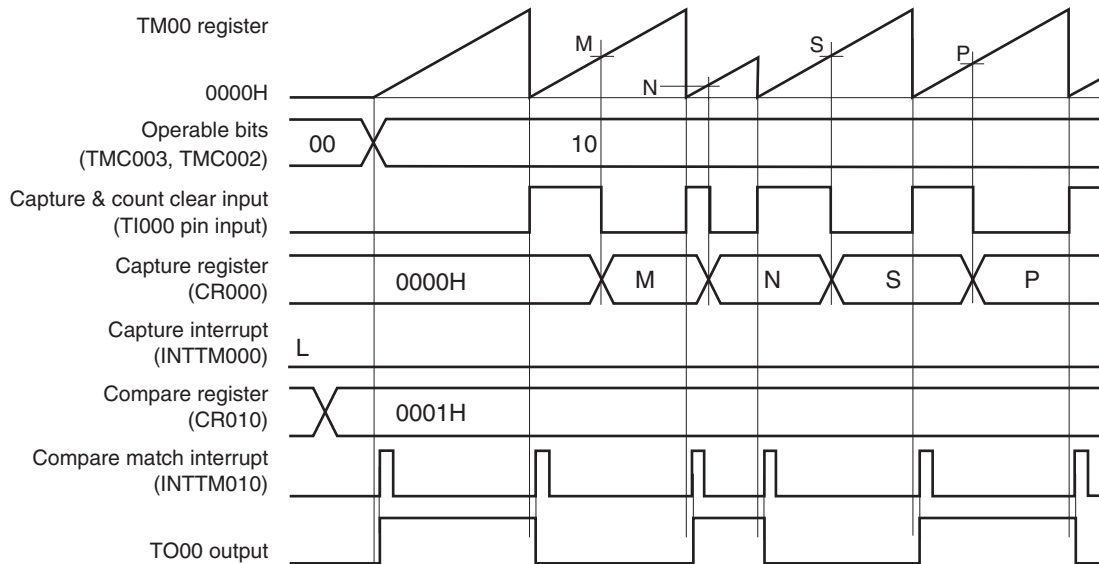 TM00 register
M
S
P
N
0000H
Operable bits
(TMC003, TMC002)
00
10
Capture & count clear input
(TI000 pin input)
Capture register
(CR000)
0000H
M
N
S
P
Capture interrupt
(INTTM000)
L
Compare register
(CR010)
0001H
Compare match interrupt
(INTTM010)
TO00 output